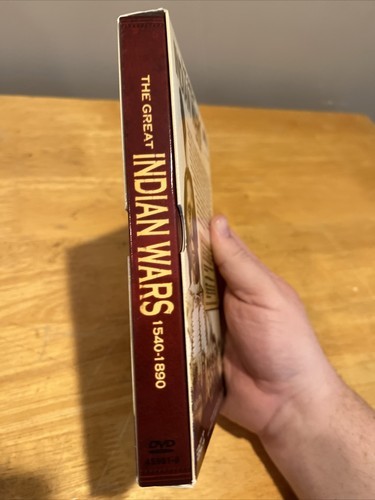 THE GREAT
INDIAN WARS
1540-1890
DVD